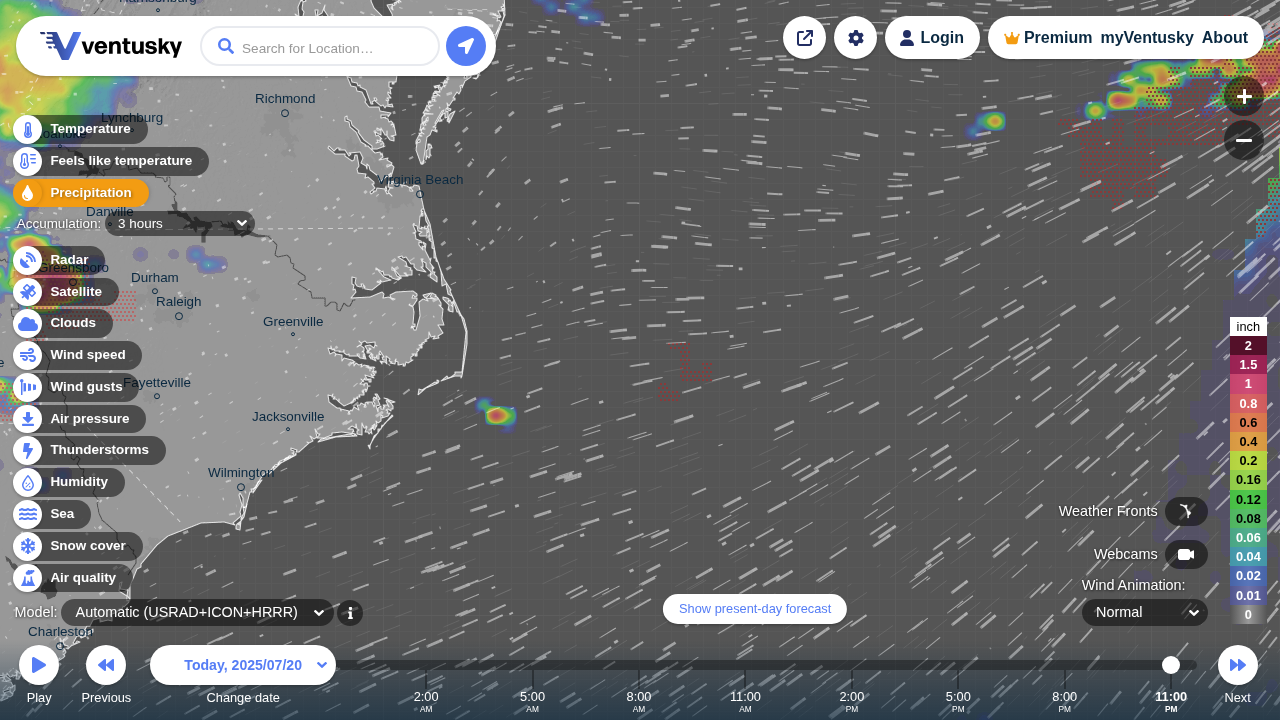 ventusky
Search for Location…
Login
Premium myVentusky About
Richmond
Lynchburg
Virginia Beach
Danville
Greensboro
Durham
Raleigh
Greenville
Fayetteville
Jacksonville
Wilmington
Charleston
Temperature
Feels like temperature
Precipitation
Accumulation: 3 hours
Radar
Satellite
Clouds
Wind speed
Wind gusts
Air pressure
Thunderstorms
Humidity
Sea
Snow cover
Air quality
Model: Automatic (USRAD+ICON+HRRR)
inch
2
1.5
1
0.8
0.6
0.4
0.2
0.16
0.12
0.08
0.06
0.04
0.02
0.01
0
Weather Fronts
Webcams
Wind Animation:
Normal
Show present-day forecast
Play
Previous
Today, 2025/07/20
Change date
2:00 AM
5:00 AM
8:00 AM
11:00 AM
2:00 PM
5:00 PM
8:00 PM
11:00 PM
Next